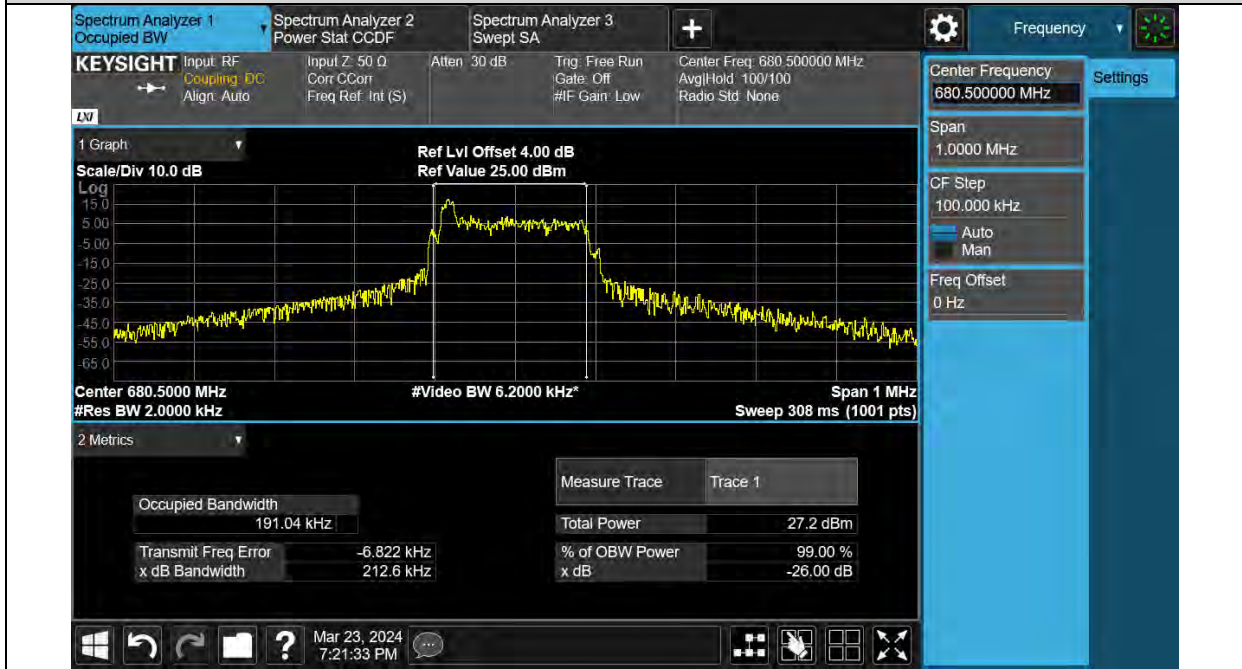 Spectrum Analyzer 1
Occupied BW
Spectrum Analyzer 2
Power Stat CCDF
Spectrum Analyzer 3
Swept SA
Frequency
KEYSIGHT
Input: RF
Coupling: DC
Align: Auto
Input Z: 50 Ω
Corr CCorr
Freq Ref: Int (S)
Atten: 30 dB
Trig: Free Run
Gate: Off
#IF Gain: Low
Center Freq: 680.500000 MHz
Avg|Hold: 100/100
Radio Std: None
LXI
Center Frequency
680.500000 MHz
Settings
Span
1.0000 MHz
CF Step
100.000 kHz
Auto
Man
Freq Offset
0 Hz
1 Graph
Scale/Div 10.0 dB
Ref Lvl Offset 4.00 dB
Ref Value 25.00 dBm
Log
15.0
5.00
-5.00
-15.0
-25.0
-35.0
-45.0
-55.0
-65.0
Center 680.5000 MHz
#Res BW 2.0000 kHz
#Video BW 6.2000 kHz*
Span 1 MHz
Sweep 308 ms (1001 pts)
2 Metrics
Measure Trace
Trace 1
Occupied Bandwidth
191.04 kHz
Total Power
27.2 dBm
Transmit Freq Error
-6.822 kHz
% of OBW Power
99.00 %
x dB Bandwidth
212.6 kHz
x dB
-26.00 dB
?
Mar 23, 2024
7:21:33 PM